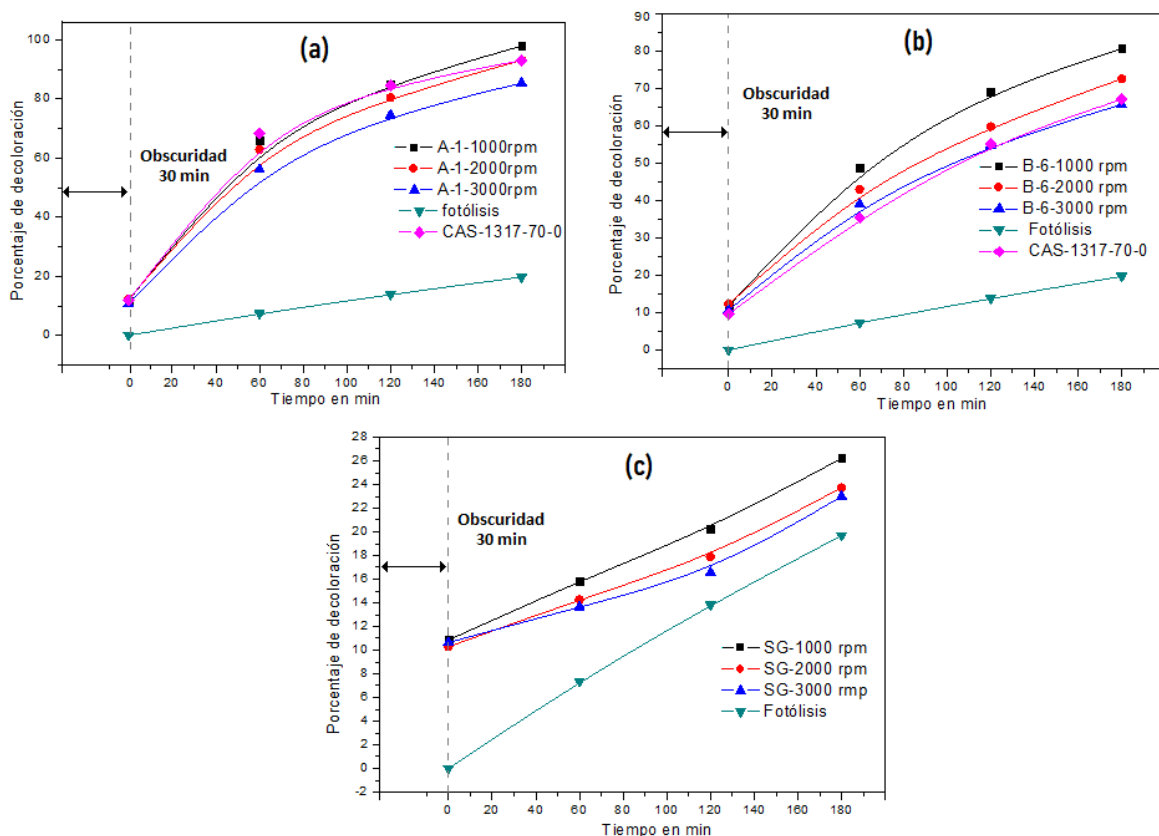 (a)
Porcentaje de decoloración
100
80
60
40
20
0
Obscuridad
30 min
A-1-1000rpm
A-1-2000rpm
A-1-3000rpm
fotólisis
CAS-1317-70-0
0 20 40 60 80 100 120 140 160 180
Tiempo en min
(b)
Porcentaje de decoloración
90
80
70
60
50
40
30
20
10
0
Obscuridad
30 min
B-6-1000 rpm
B-6-2000 rpm
B-6-3000 rpm
Fotólisis
CAS-1317-70-0
0 20 40 60 80 100 120 140 160 180
Tiempo en min
(c)
Porcentaje de decoloración
28
26
24
22
20
18
16
14
12
10
8
6
4
2
0
-2
Obscuridad
30 min
SG-1000 rpm
SG-2000 rpm
SG-3000 rmp
Fotólisis
0 20 40 60 80 100 120 140 160 180
Tiempo en min